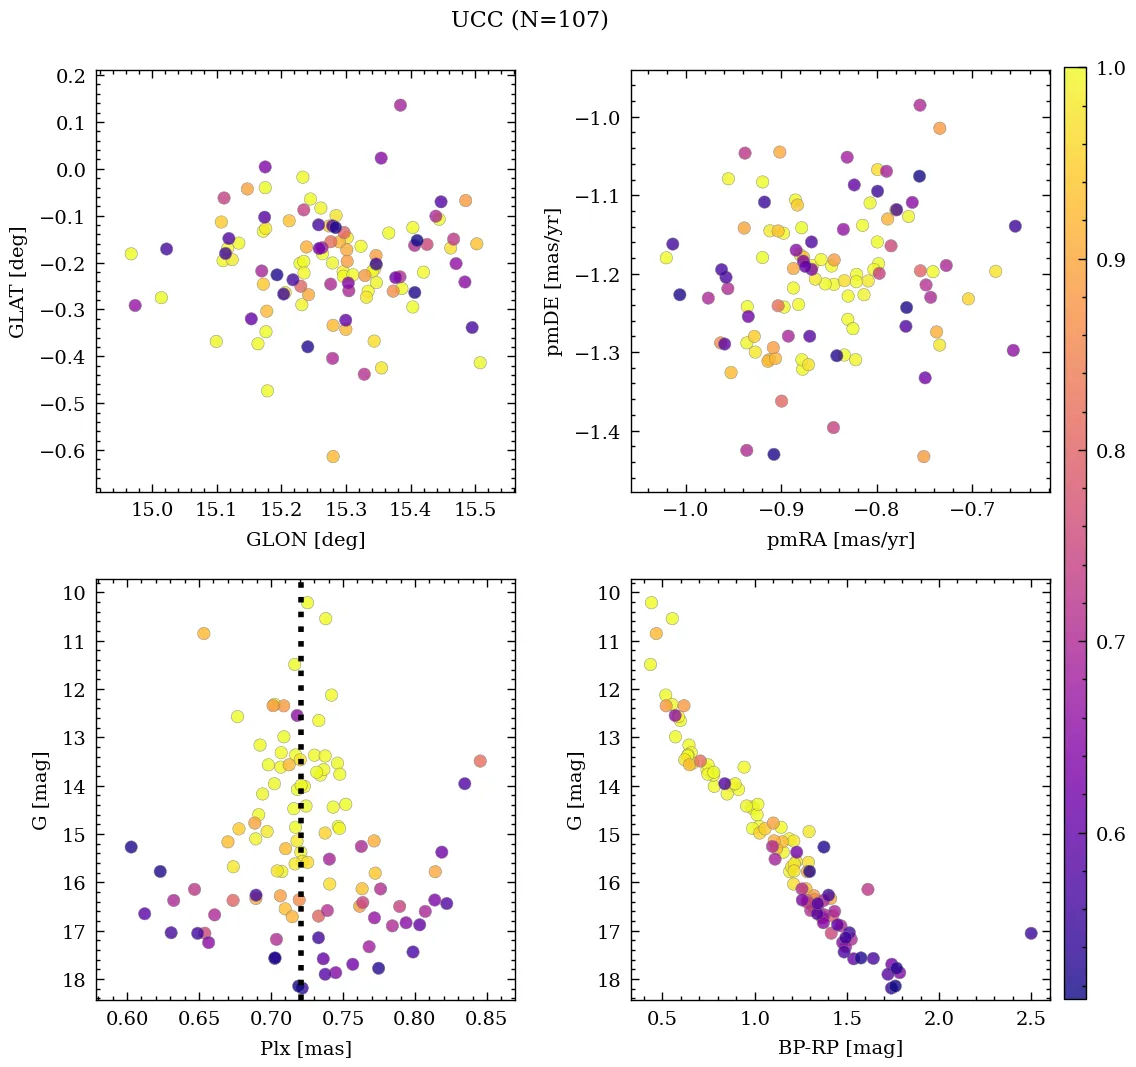 UCC (N=107)
0.2
0.1
0.0
−0.1
−0.2
−0.3
−0.4
−0.5
−0.6
GLAT [deg]
15.0 15.1 15.2 15.3 15.4 15.5
GLON [deg]
−1.0
−1.1
−1.2
−1.3
−1.4
pmDE [mas/yr]
−1.0 −0.9 −0.8 −0.7
pmRA [mas/yr]
10
11
12
13
14
15
16
17
18
G [mag]
0.60 0.65 0.70 0.75 0.80 0.85
Plx [mas]
10
11
12
13
14
15
16
17
18
G [mag]
0.5 1.0 1.5 2.0 2.5
BP-RP [mag]
1.0
0.9
0.8
0.7
0.6